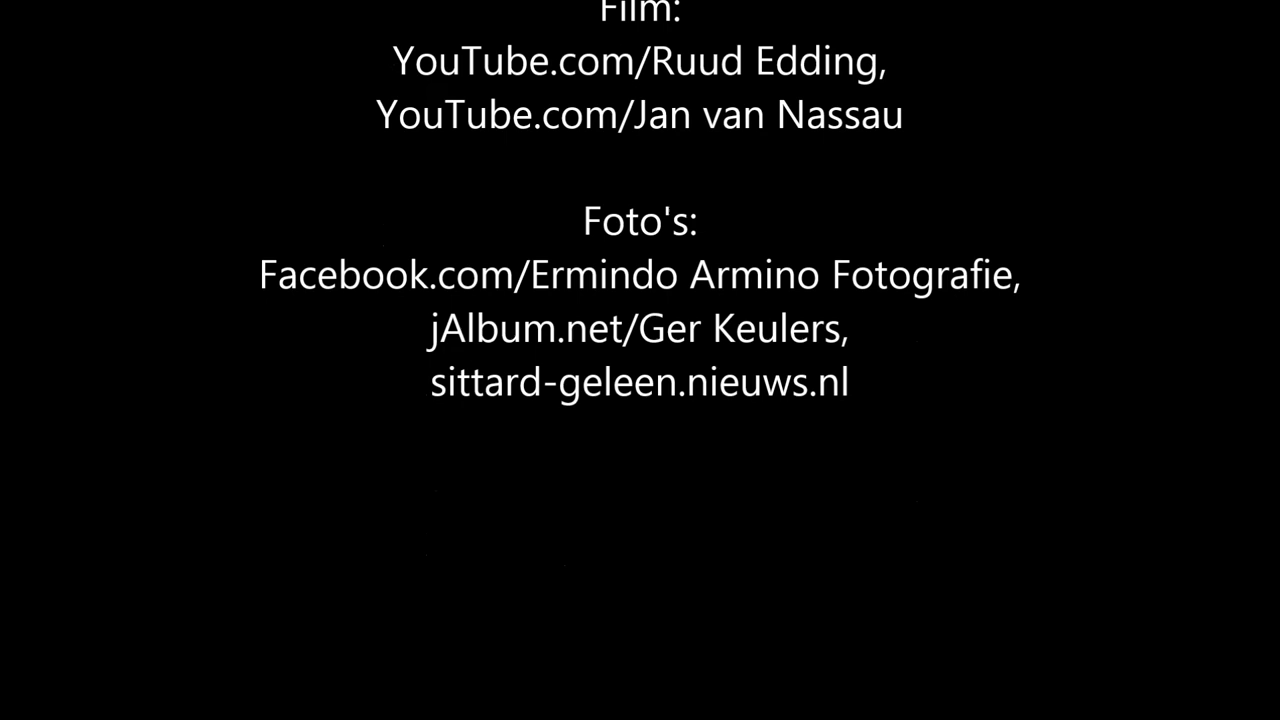 Film:
YouTube.com/Ruud Edding,
YouTube.com/Jan van Nassau
Foto's:
Facebook.com/Ermindo Armino Fotografie,
jAlbum.net/Ger Keulers,
sittard-geleen.nieuws.nl